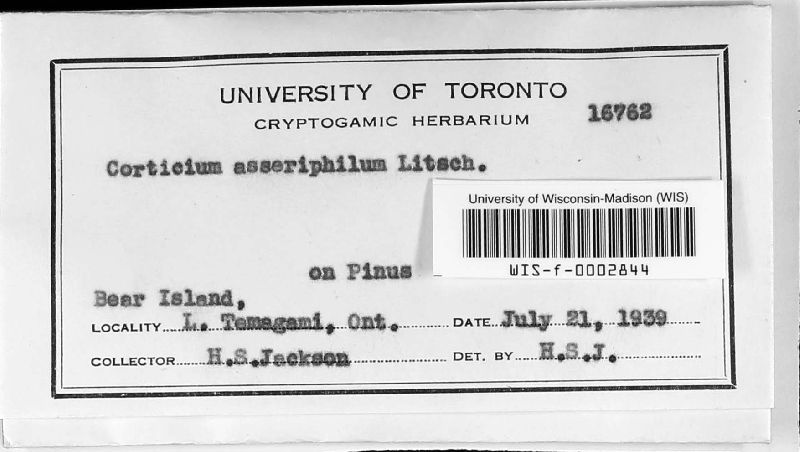 UNIVERSITY OF TORONTO
CRYPTOGAMIC HERBARIUM 16762
Corticium asseriphilum Litsch.
University of Wisconsin-Madison (WIS)
WIS-f-0002844
on Pinus
Bear Island,
LOCALITY L. Temagami, Ont. DATE July 21, 1939
COLLECTOR H.S.Jackson DET. BY H.S.J.